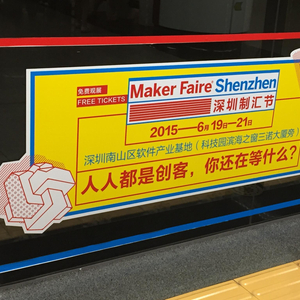 免费观展
FREE TICKETS
Maker Faire Shenzhen
深圳制汇节
2015—6月19日—21日
深圳南山区软件产业基地（科技园滨海之窗三诺大厦旁
人人都是创客，你还在等什么？